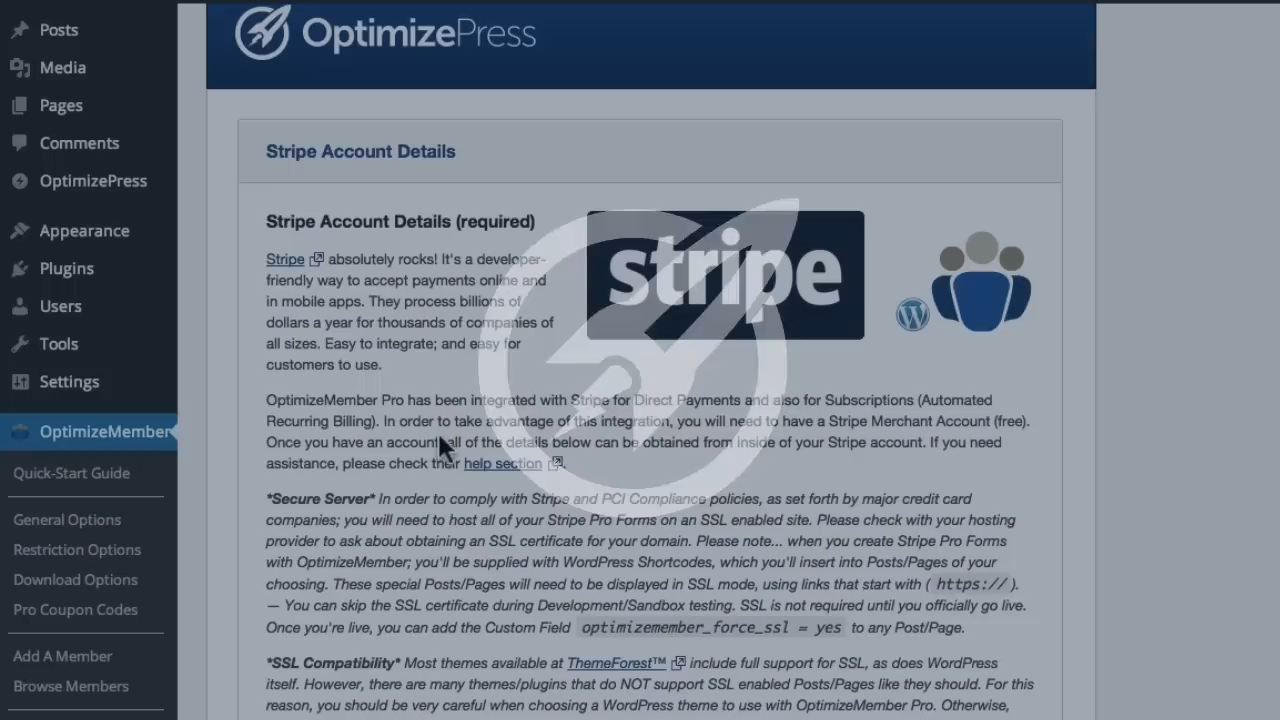 Posts
Media
Pages
Comments
OptimizePress
Appearance
Plugins
Users
Tools
Settings
OptimizeMember
Quick-Start Guide
General Options
Restriction Options
Download Options
Pro Coupon Codes
Add A Member
Browse Members
OptimizePress
Stripe Account Details
Stripe Account Details (required)
Stripe absolutely rocks! It's a developer-
friendly way to accept payments online and
in mobile apps. They process billions of
dollars a year for thousands of companies of
all sizes. Easy to integrate; and easy for
customers to use.
stripe
OptimizeMember Pro has been integrated with Stripe for Direct Payments and also for Subscriptions (Automated
Recurring Billing). In order to take advantage of this integration, you will need to have a Stripe Merchant Account (free).
Once you have an account all of the details below can be obtained from inside of your Stripe account. If you need
assistance, please check their help section.
*Secure Server* In order to comply with Stripe and PCI Compliance policies, as set forth by major credit card
companies; you will need to host all of your Stripe Pro Forms on an SSL enabled site. Please check with your hosting
provider to ask about obtaining an SSL certificate for your domain. Please note... when you create Stripe Pro Forms
with OptimizeMember; you'll be supplied with WordPress Shortcodes, which you'll insert into Posts/Pages of your
choosing. These special Posts/Pages will need to be displayed in SSL mode, using links that start with ( https:// ).
— You can skip the SSL certificate during Development/Sandbox testing. SSL is not required until you officially go live.
Once you're live, you can add the Custom Field optimizemember_force_ssl = yes to any Post/Page.
*SSL Compatibility* Most themes available at ThemeForest™ include full support for SSL, as does WordPress
itself. However, there are many themes/plugins that do NOT support SSL enabled Posts/Pages like they should. For this
reason, you should be very careful when choosing a WordPress theme to use with OptimizeMember Pro. Otherwise,